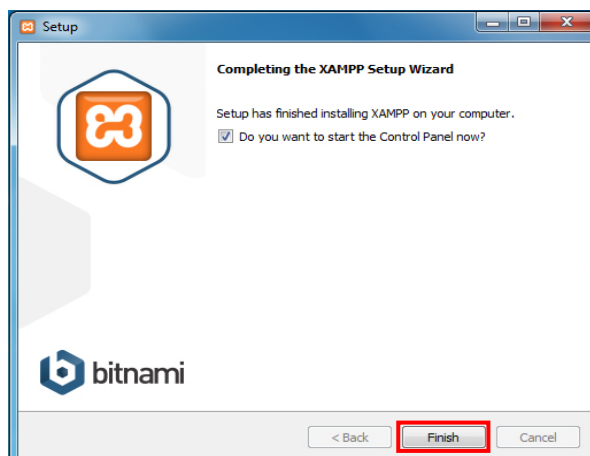 Setup
Completing the XAMPP Setup Wizard
Setup has finished installing XAMPP on your computer.
Do you want to start the Control Panel now?
bitnami
< Back
Finish
Cancel